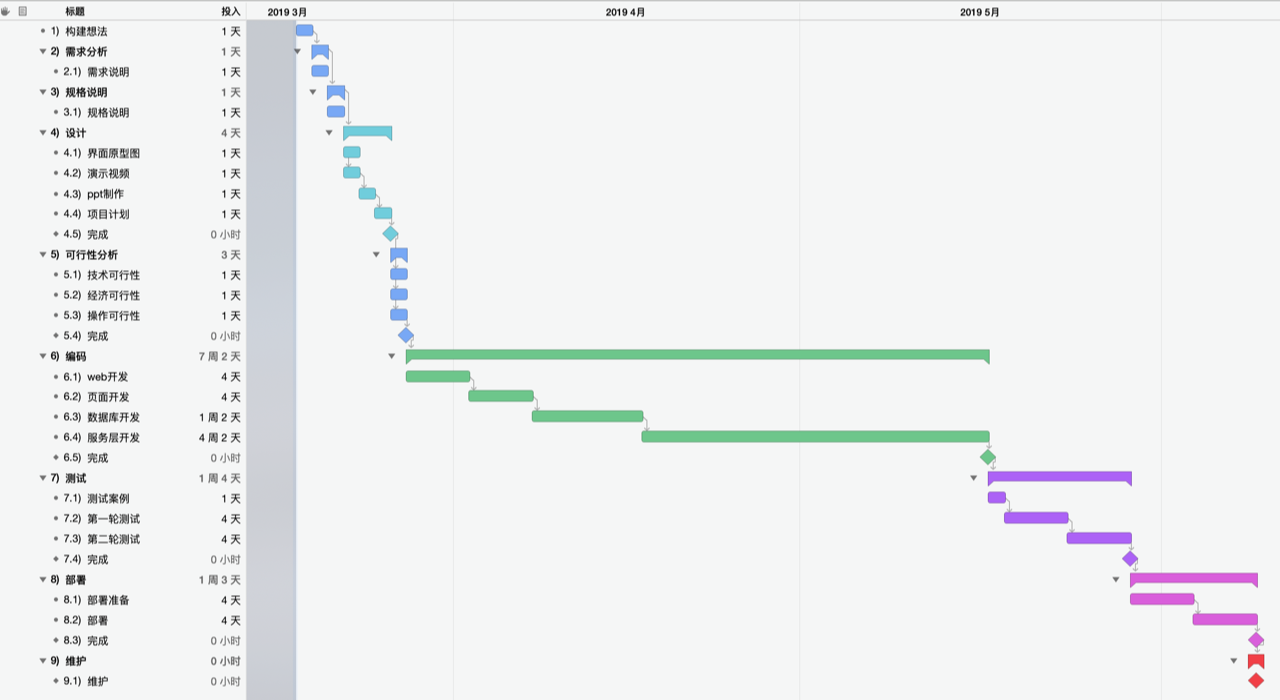 标题 投入 2019 3月 2019 4月 2019 5月
1) 构建想法 1 天
2) 需求分析 1 天
2.1) 需求说明 1 天
3) 规格说明 1 天
3.1) 规格说明 1 天
4) 设计 4 天
4.1) 界面原型图 1 天
4.2) 演示视频 1 天
4.3) ppt制作 1 天
4.4) 项目计划 1 天
4.5) 完成 0 小时
5) 可行性分析 3 天
5.1) 技术可行性 1 天
5.2) 经济可行性 1 天
5.3) 操作可行性 1 天
5.4) 完成 0 小时
6) 编码 7 周 2 天
6.1) web开发 4 天
6.2) 页面开发 4 天
6.3) 数据库开发 1 周 2 天
6.4) 服务层开发 4 周 2 天
6.5) 完成 0 小时
7) 测试 1 周 4 天
7.1) 测试案例 1 天
7.2) 第一轮测试 4 天
7.3) 第二轮测试 4 天
7.4) 完成 0 小时
8) 部署 1 周 3 天
8.1) 部署准备 4 天
8.2) 部署 4 天
8.3) 完成 0 小时
9) 维护 0 小时
9.1) 维护 0 小时